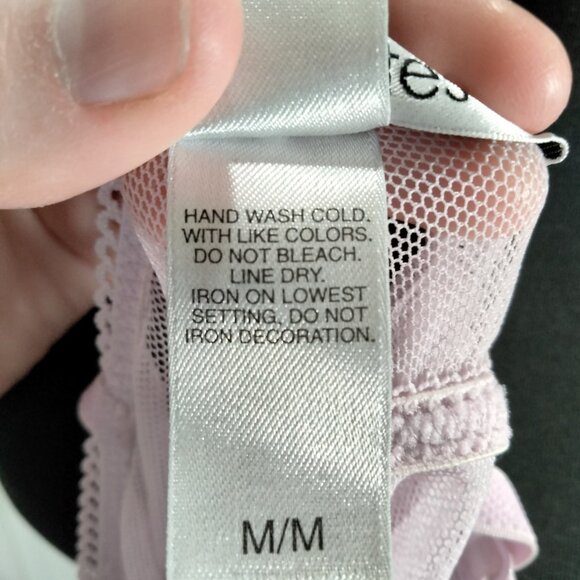 HAND WASH COLD.
WITH LIKE COLORS.
DO NOT BLEACH.
LINE DRY.
IRON ON LOWEST
SETTING. DO NOT
IRON DECORATION.
M/M